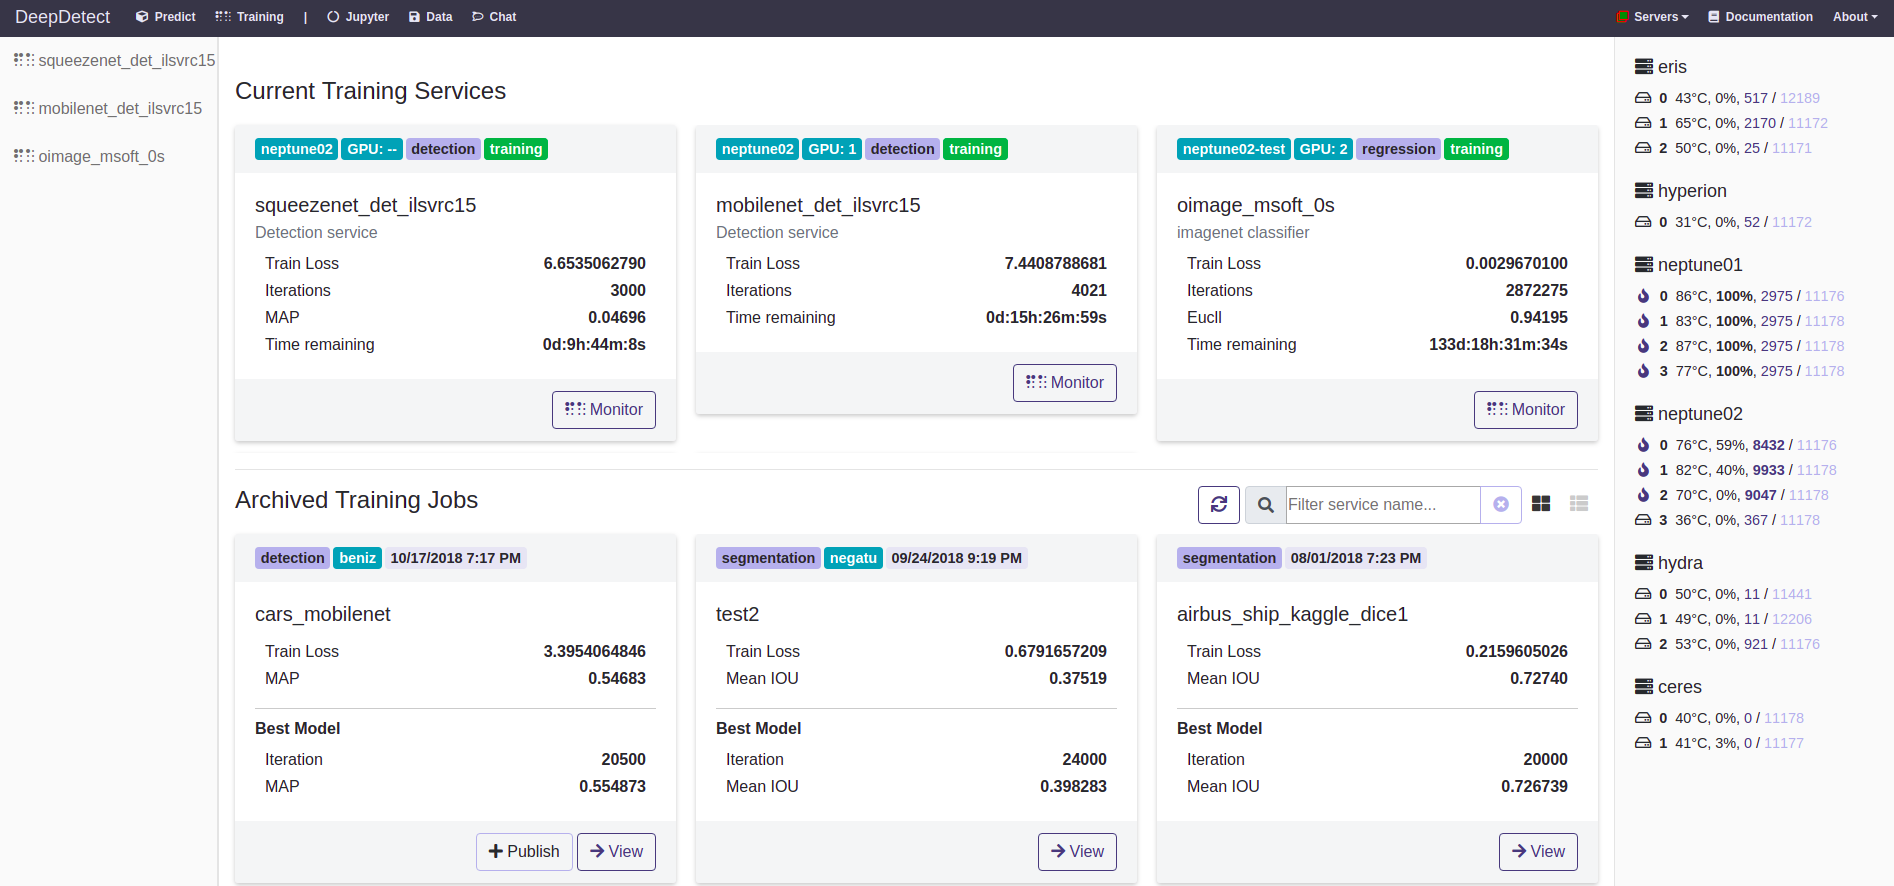 DeepDetect Predict Training | Jupyter Data Chat Servers Documentation About
squeezenet_det_ilsvrc15
mobilenet_det_ilsvrc15
oimage_msoft_0s
Current Training Services
neptune02 GPU: -- detection training
squeezenet_det_ilsvrc15
Detection service
Train Loss 6.6535062790
Iterations 3000
MAP 0.04696
Time remaining 0d:9h:44m:8s
Monitor
neptune02 GPU: 1 detection training
mobilenet_det_ilsvrc15
Detection service
Train Loss 7.4408788681
Iterations 4021
Time remaining 0d:15h:26m:59s
Monitor
neptune02-test GPU: 2 regression training
oimage_msoft_0s
imagenet classifier
Train Loss 0.0029670100
Iterations 2872275
Eucll 0.94195
Time remaining 133d:18h:31m:34s
Monitor
Archived Training Jobs
Filter service name...
detection beniz 10/17/2018 7:17 PM
cars_mobilenet
Train Loss 3.3954064846
MAP 0.54683
Best Model
Iteration 20500
MAP 0.554873
Publish View
segmentation negatu 09/24/2018 9:19 PM
test2
Train Loss 0.6791657209
Mean IOU 0.37519
Best Model
Iteration 24000
Mean IOU 0.398283
View
segmentation 08/01/2018 7:23 PM
airbus_ship_kaggle_dice1
Train Loss 0.2159605026
Mean IOU 0.72740
Best Model
Iteration 20000
Mean IOU 0.726739
View
eris
0 43°C, 0%, 517 / 12189
1 65°C, 0%, 2170 / 11172
2 50°C, 0%, 25 / 11171
hyperion
0 31°C, 0%, 52 / 11172
neptune01
0 86°C, 100%, 2975 / 11176
1 83°C, 100%, 2975 / 11178
2 87°C, 100%, 2975 / 11178
3 77°C, 100%, 2975 / 11178
neptune02
0 76°C, 59%, 8432 / 11176
1 82°C, 40%, 9933 / 11178
2 70°C, 0%, 9047 / 11178
3 36°C, 0%, 367 / 11178
hydra
0 50°C, 0%, 11 / 11441
1 49°C, 0%, 11 / 12206
2 53°C, 0%, 921 / 11176
ceres
0 40°C, 0%, 0 / 11178
1 41°C, 3%, 0 / 11177